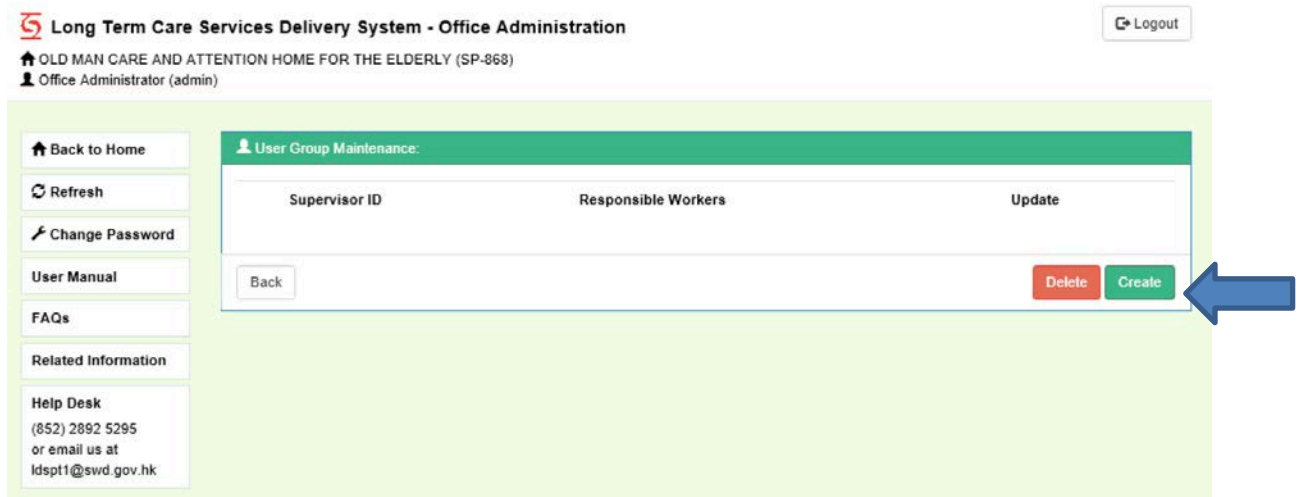 Long Term Care Services Delivery System - Office Administration
Logout
OLD MAN CARE AND ATTENTION HOME FOR THE ELDERLY (SP-868)
Office Administrator (admin)
Back to Home
Refresh
Change Password
User Manual
FAQs
Related Information
Help Desk
(852) 2892 5295
or email us at
ldspt1@swd.gov.hk
User Group Maintenance:
Supervisor ID Responsible Workers Update
Back Delete Create